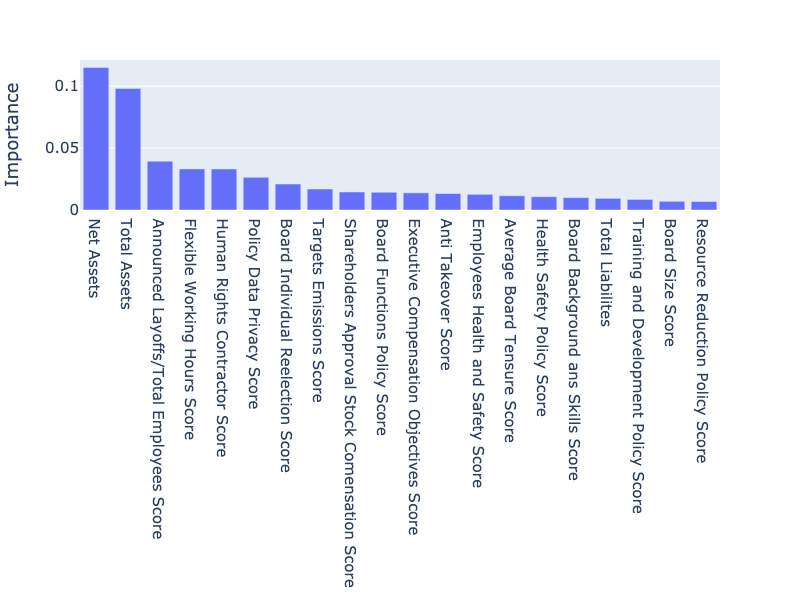 Importance
0.1
0.05
0
Net Assets
Total Assets
Announced Layoffs/Total Employees Score
Flexible Working Hours Score
Human Rights Contractor Score
Policy Data Privacy Score
Board Individual Reelection Score
Targets Emissions Score
Shareholders Approval Stock Comensation Score
Board Functions Policy Score
Executive Compensation Objectives Score
Anti Takeover Score
Employees Health and Safety Score
Average Board Tensure Score
Health Safety Policy Score
Board Background ans Skills Score
Total Liabilites
Training and Development Policy Score
Board Size Score
Resource Reduction Policy Score